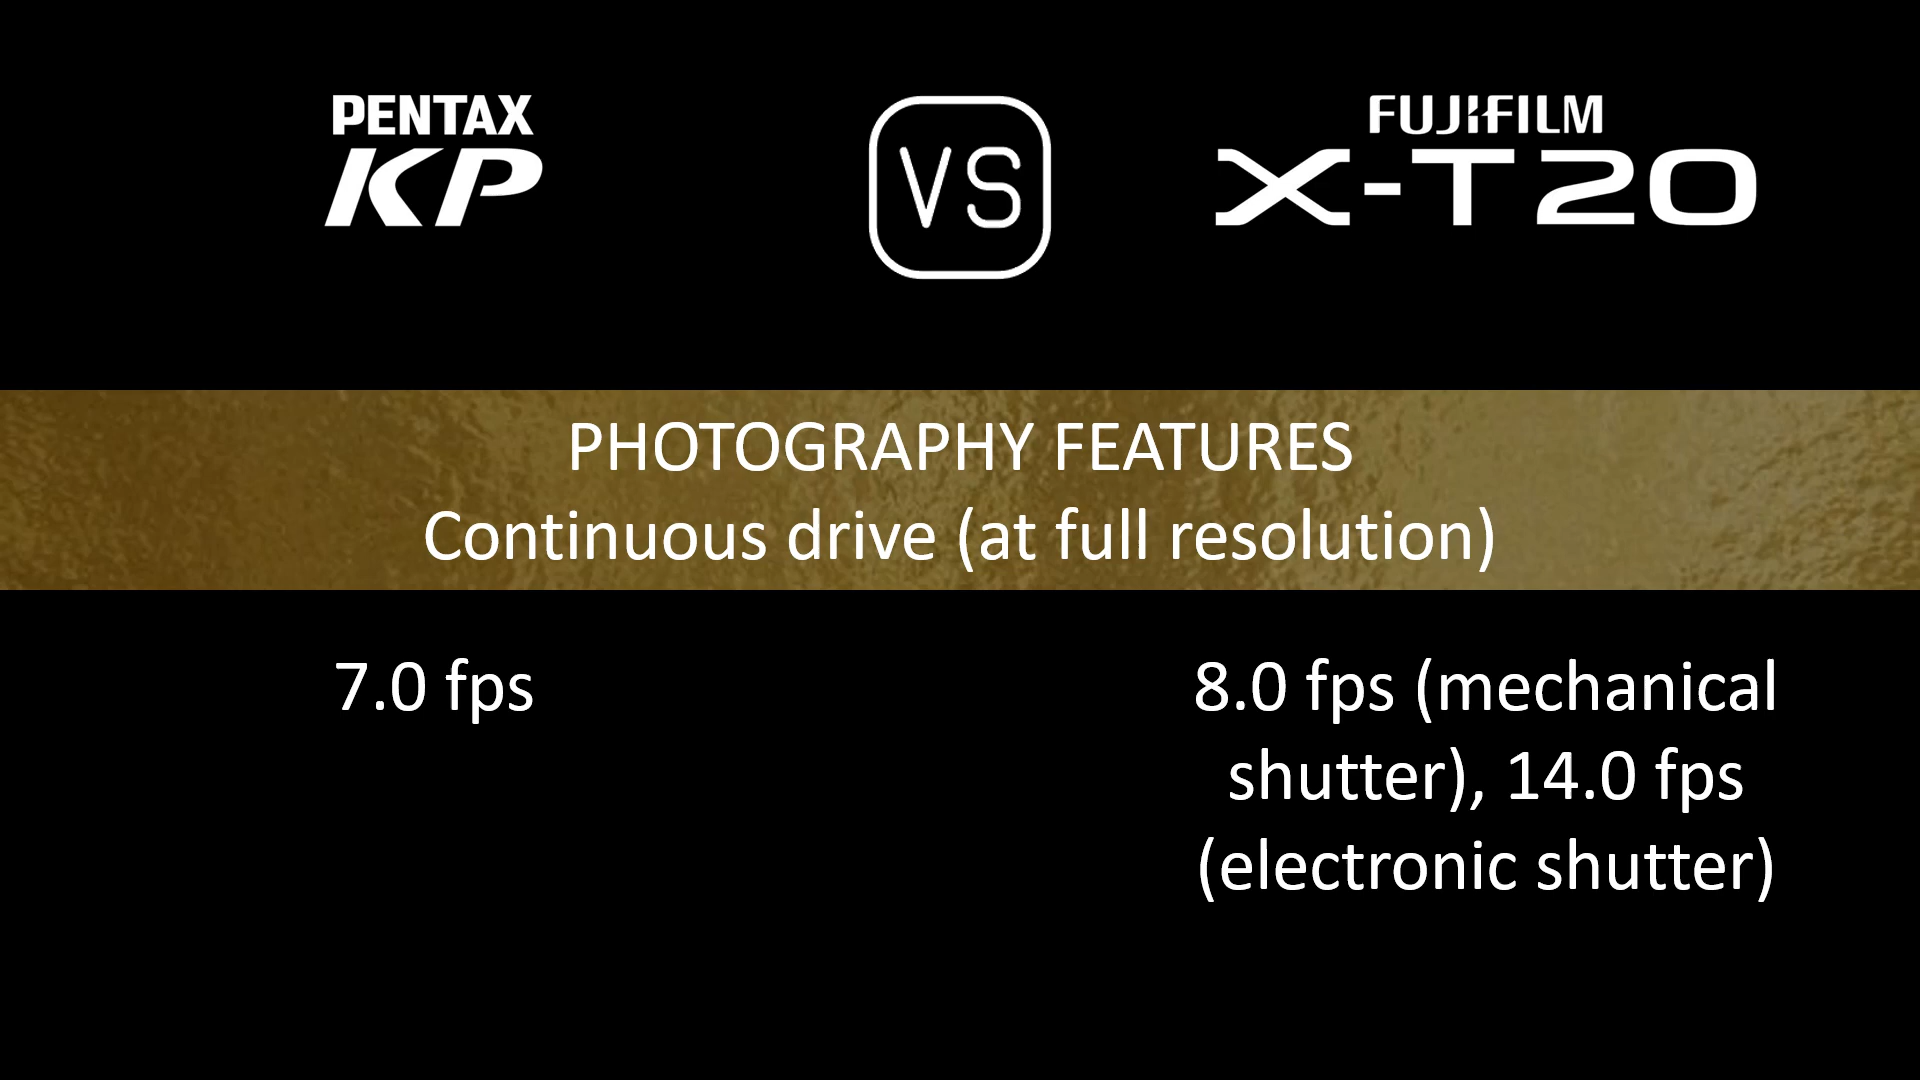 PENTAX
KP
VS
FUJIFILM
X-T20
PHOTOGRAPHY FEATURES
Continuous drive (at full resolution)
7.0 fps
8.0 fps (mechanical
shutter), 14.0 fps
(electronic shutter)